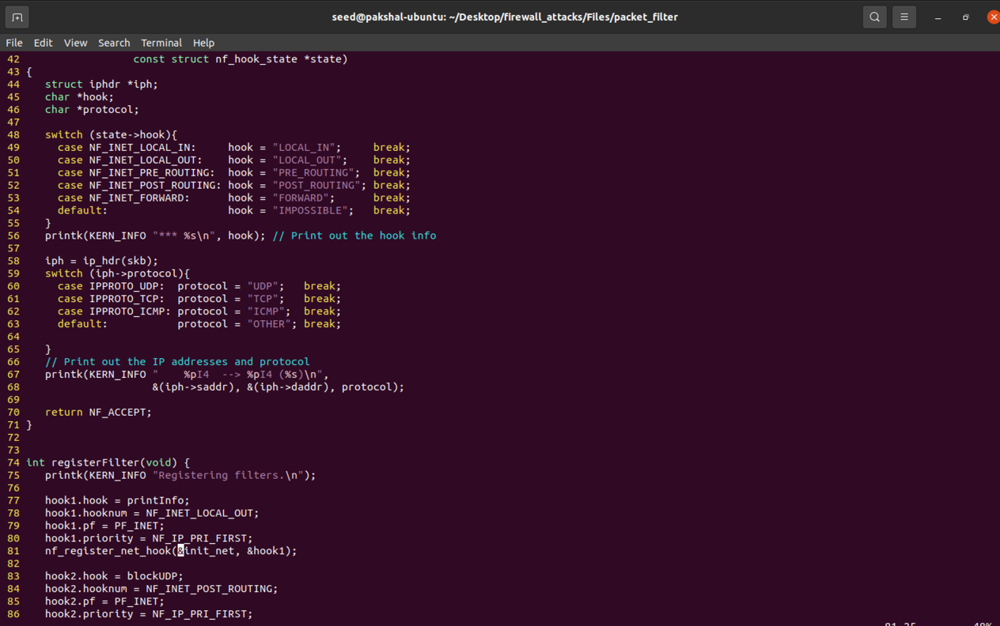 seed@pakshal-ubuntu: ~/Desktop/firewall_attacks/Files/packet_filter
File Edit View Search Terminal Help
42                  const struct nf_hook_state *state)
43 {
44    struct iphdr *iph;
45    char *hook;
46    char *protocol;
47
48    switch (state->hook){
49      case NF_INET_LOCAL_IN:     hook = "LOCAL_IN";     break;
50      case NF_INET_LOCAL_OUT:    hook = "LOCAL_OUT";    break;
51      case NF_INET_PRE_ROUTING:  hook = "PRE_ROUTING";  break;
52      case NF_INET_POST_ROUTING: hook = "POST_ROUTING"; break;
53      case NF_INET_FORWARD:      hook = "FORWARD";      break;
54      default:                   hook = "IMPOSSIBLE";   break;
55    }
56    printk(KERN_INFO "*** %s\n", hook); // Print out the hook info
57
58    iph = ip_hdr(skb);
59    switch (iph->protocol){
60      case IPPROTO_UDP:  protocol = "UDP";   break;
61      case IPPROTO_TCP:  protocol = "TCP";   break;
62      case IPPROTO_ICMP: protocol = "ICMP";  break;
63      default:           protocol = "OTHER"; break;
64
65    }
66    // Print out the IP addresses and protocol
67    printk(KERN_INFO "    %pI4  --> %pI4 (%s)\n",
68                     &(iph->saddr), &(iph->daddr), protocol);
69
70    return NF_ACCEPT;
71 }
72
73
74 int registerFilter(void) {
75    printk(KERN_INFO "Registering filters.\n");
76
77    hook1.hook = printInfo;
78    hook1.hooknum = NF_INET_LOCAL_OUT;
79    hook1.pf = PF_INET;
80    hook1.priority = NF_IP_PRI_FIRST;
81    nf_register_net_hook(&init_net, &hook1);
82
83    hook2.hook = blockUDP;
84    hook2.hooknum = NF_INET_POST_ROUTING;
85    hook2.pf = PF_INET;
86    hook2.priority = NF_IP_PRI_FIRST;